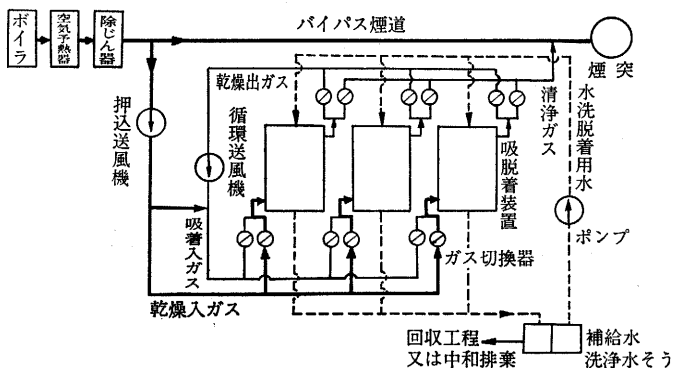 ボイラ
空気予熱器
除じん器
バイパス煙道
煙突
乾燥出ガス
清浄ガス
水洗脱着用水
押込送風機
循環送風機
吸脱着装置
吸着入ガス
ポンプ
ガス切換器
乾燥入ガス
回収工程
又は中和排棄
補給水
洗浄水そう